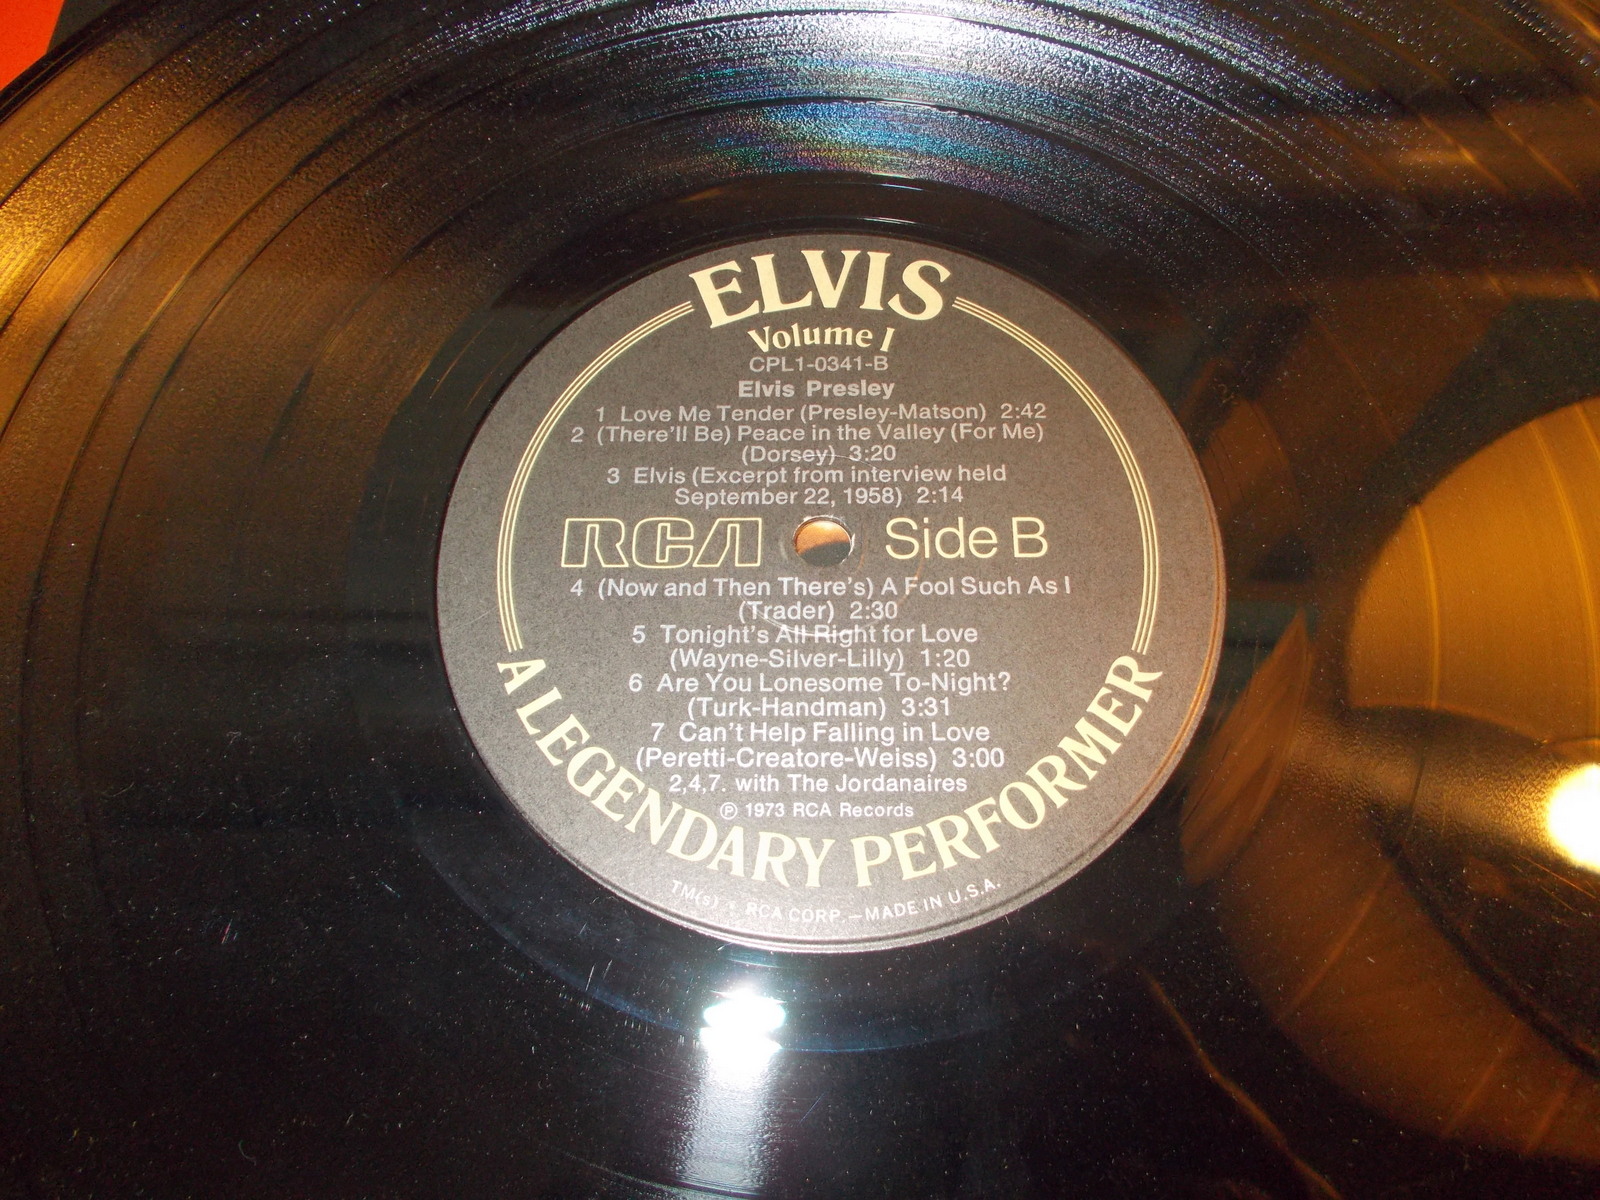 ELVIS
Volume I
CPL1-0341-B
Elvis Presley
1 Love Me Tender (Presley-Matson) 2:42
2 (There'll Be) Peace in the Valley (For Me)
(Dorsey) 3:20
3 Elvis (Excerpt from interview held
September 22, 1958) 2:14
RCA Side B
4 (Now and Then There's) A Fool Such As I
(Trader) 2:30
5 Tonight's All Right for Love
(Wayne-Silver-Lilly) 1:20
6 Are You Lonesome To-Night?
(Turk-Handman) 3:31
7 Can't Help Falling in Love
(Peretti-Creatore-Weiss) 3:00
2,4,7. with The Jordanaires
℗ 1973 RCA Records
A LEGENDARY PERFORMER
TM(s) • RCA CORP.—MADE IN U.S.A.